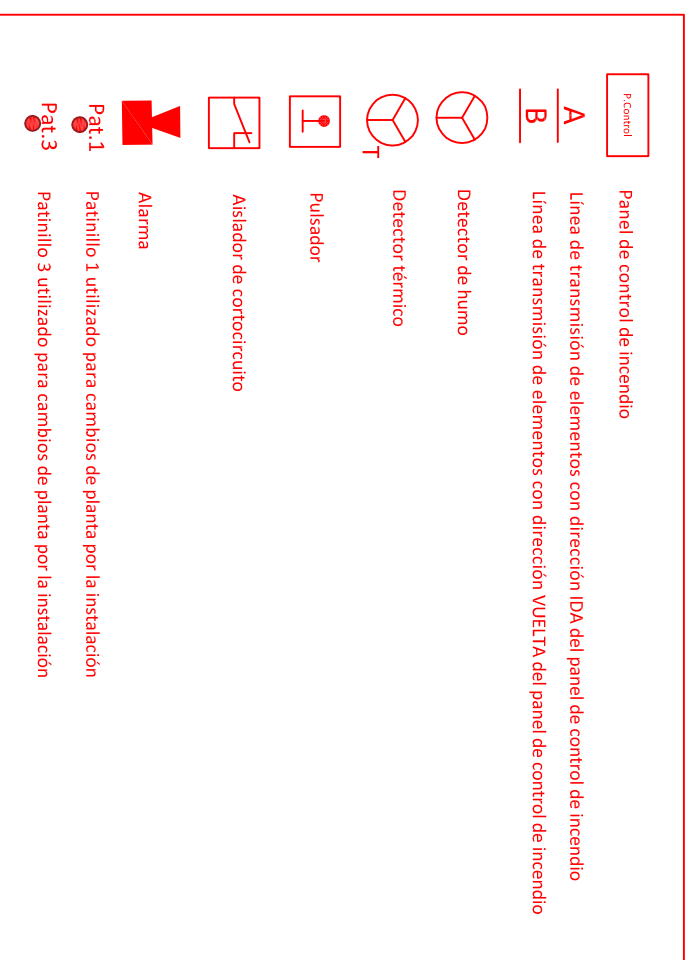 P.Control Panel de control de incendio
A Línea de transmisión de elementos con dirección IDA del panel de control de incendio
B Línea de transmisión de elementos con dirección VUELTA del panel de control de incendio
Detector de humo
T Detector térmico
Pulsador
Aislador de cortocircuito
Alarma
Pat.1 Patinillo 1 utilizado para cambios de planta por la instalación
Pat.3 Patinillo 3 utilizado para cambios de planta por la instalación